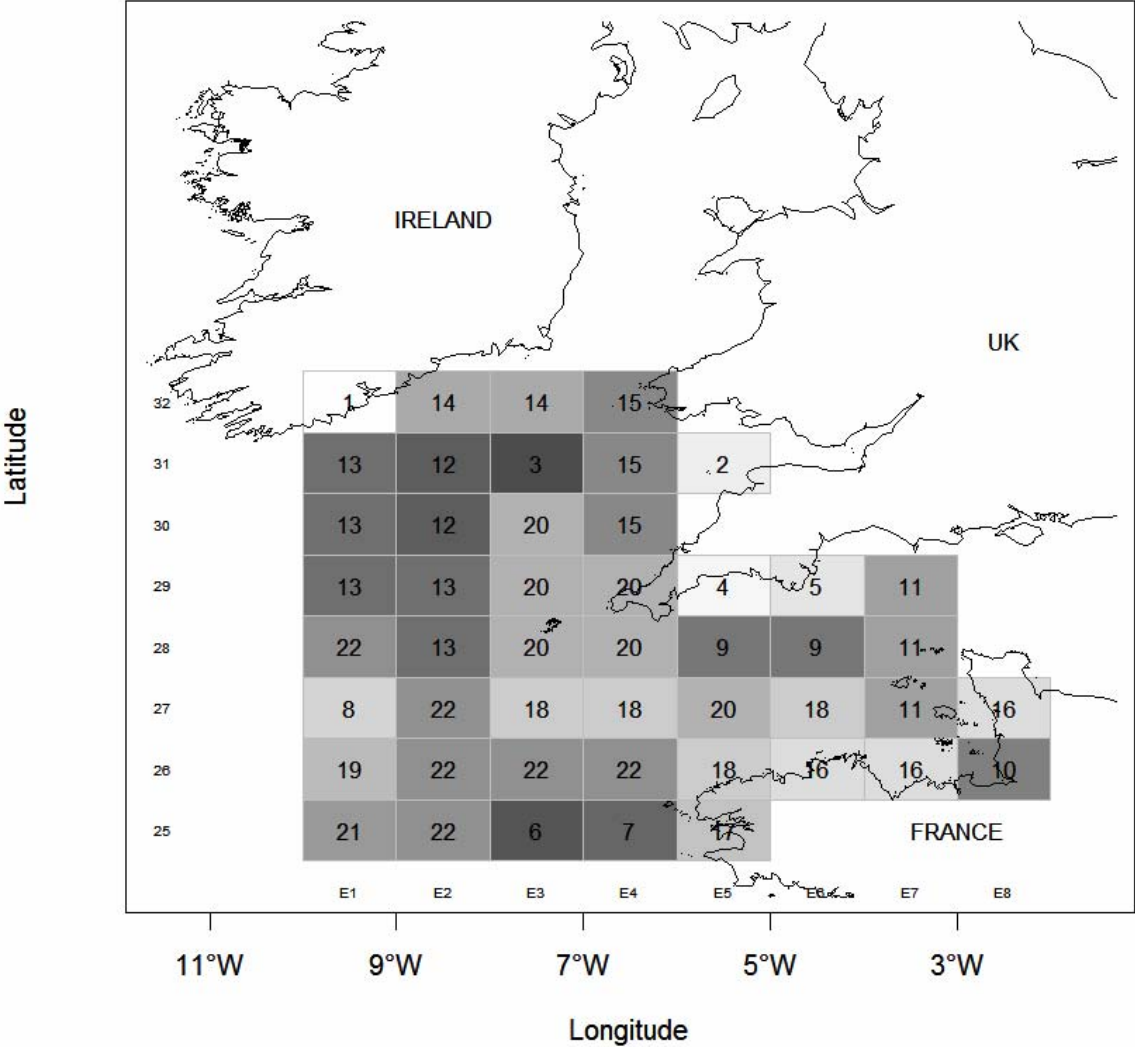 IRELAND
UK
32 1 14 14 15
31 13 12 3 15 2
30 13 12 20 15
29 13 13 20 20 4 5 11
28 22 13 20 20 9 9 11
27 8 22 18 18 20 18 11 16
26 19 22 22 22 18 16 16 10
25 21 22 6 7 17 FRANCE
E1 E2 E3 E4 E5 E6 E7 E8
11°W 9°W 7°W 5°W 3°W
Longitude
Latitude